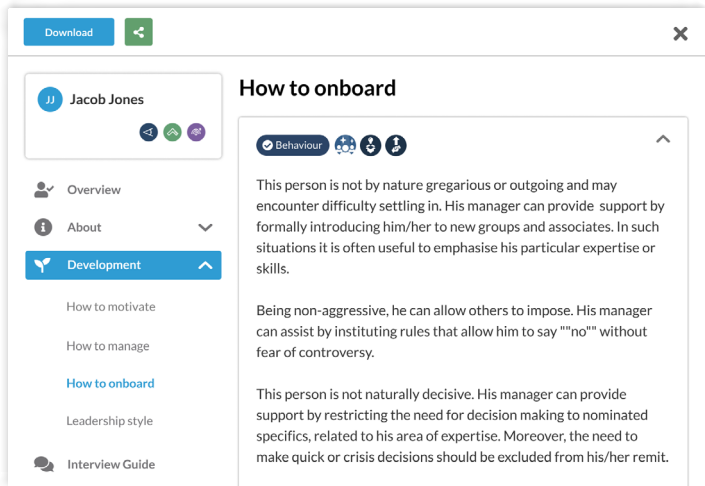 Download
JJ
Jacob Jones
Overview
About
Development
How to motivate
How to manage
How to onboard
Leadership style
Interview Guide
How to onboard
Behaviour
This person is not by nature gregarious or outgoing and may
encounter difficulty settling in. His manager can provide  support by
formally introducing him/her to new groups and associates. In such
situations it is often useful to emphasise his particular expertise or
skills.
Being non-aggressive, he can allow others to impose. His manager
can assist by instituting rules that allow him to say ""no"" without
fear of controversy.
This person is not naturally decisive. His manager can provide
support by restricting the need for decision making to nominated
specifics, related to his area of expertise. Moreover, the need to
make quick or crisis decisions should be excluded from his/her remit.